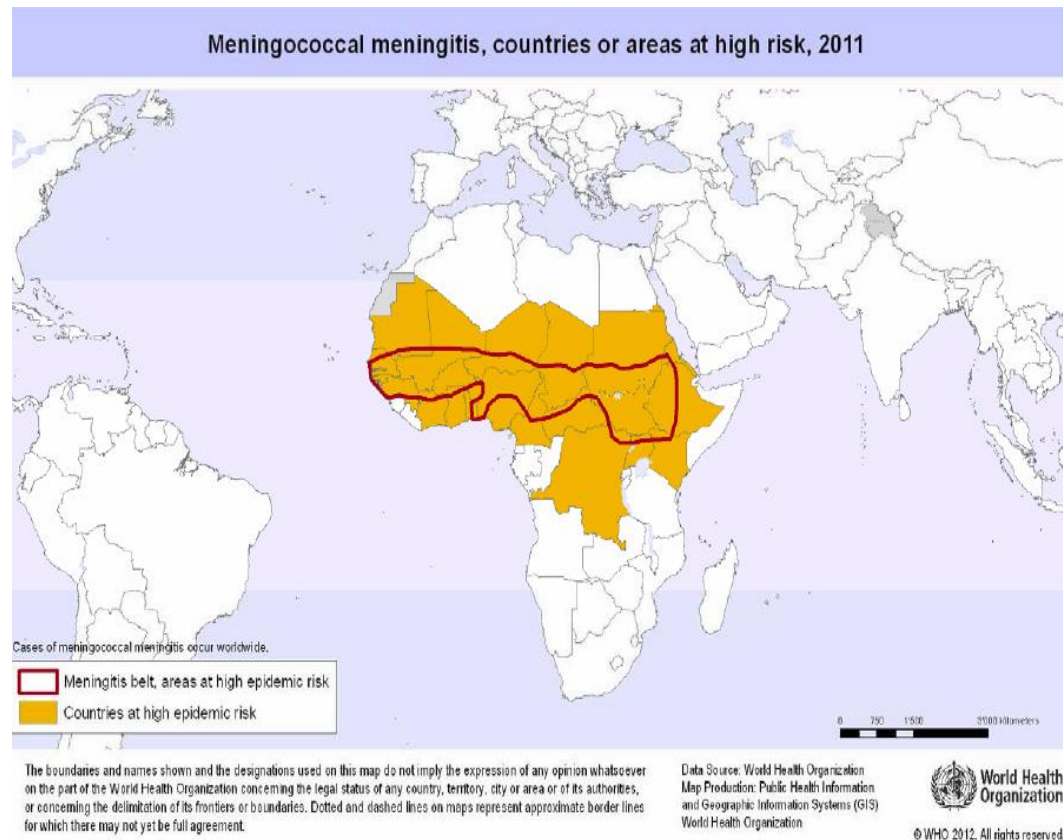 Meningococcal meningitis, countries or areas at high risk, 2011
Cases of meningococcal meningitis occur worldwide.
Meningitis belt, areas at high epidemic risk
Countries at high epidemic risk
0 750 1'500 3'000 kilometers
The boundaries and names shown and the designations used on this map do not imply the expression of any opinion whatsoever
on the part of the World Health Organization concerning the legal status of any country, territory, city or area or of its authorities,
or concerning the delimitation of its frontiers or boundaries. Dotted and dashed lines on maps represent approximate border lines
for which there may not yet be full agreement.
Data Source: World Health Organization
Map Production: Public Health Information
and Geographic Information Systems (GIS)
World Health Organization
World Health
Organization
© WHO 2012. All rights reserved